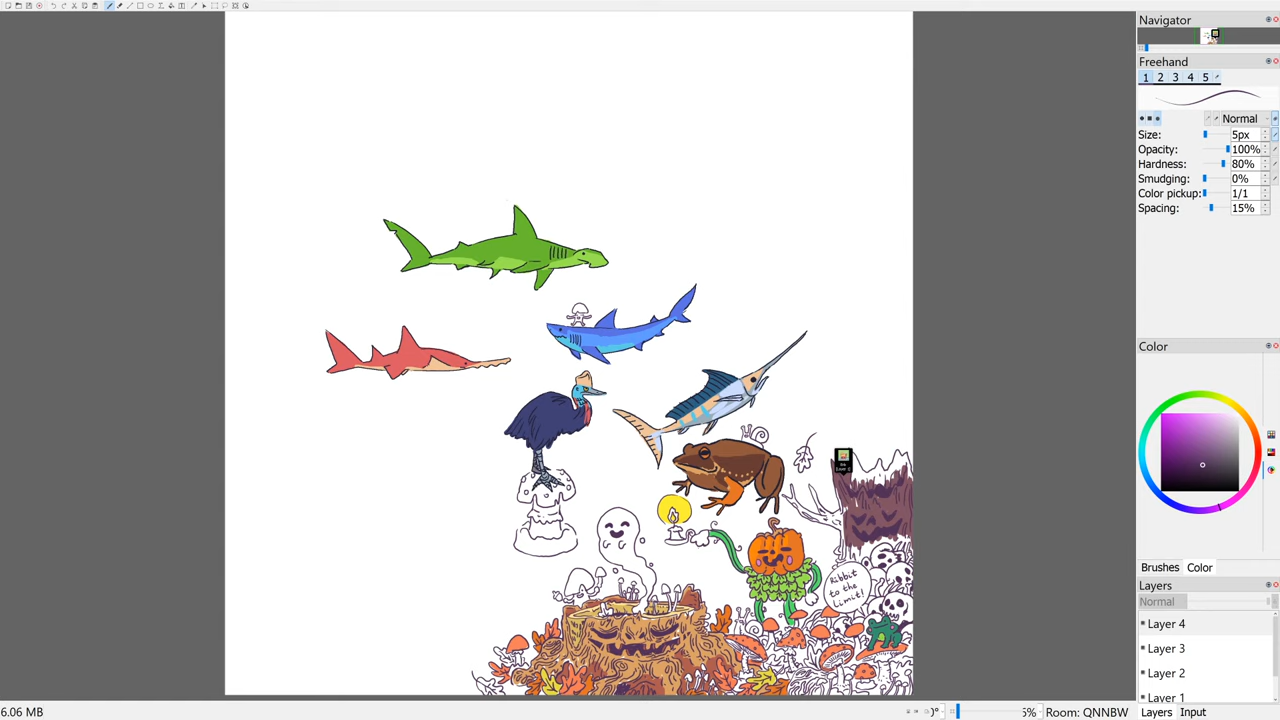 Navigator
Freehand
1 2 3 4 5
Normal
Size: 5px
Opacity: 100%
Hardness: 80%
Smudging: 0%
Color pickup: 1/1
Spacing: 15%
Color
Brushes Color
Layers
Normal
Layer 4
Layer 3
Layer 2
Layer 1
Layers Input
Ribbit
to the
Limit!
6.06 MB
Room: QNNBW